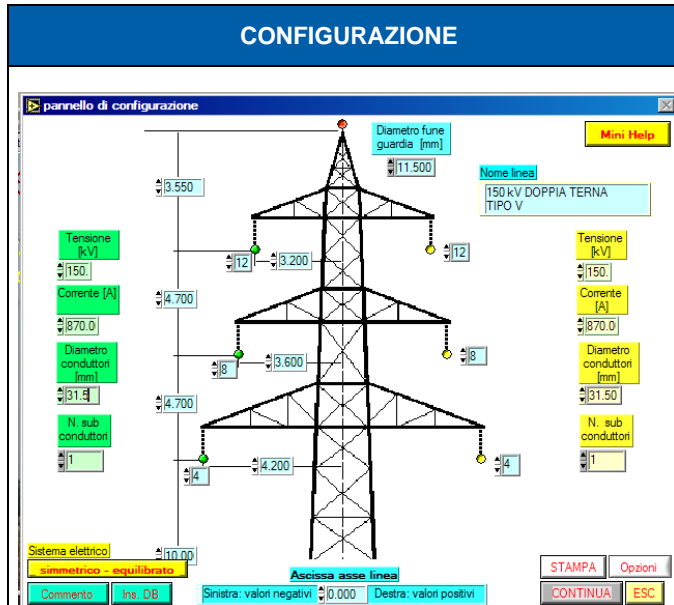 CONFIGURAZIONE
pannello di configurazione
Diametro fune
guardia [mm]
11.500
Mini Help
Nome linea
150 kV DOPPIA TERNA
TIPO V
3.550
Tensione
[kV]
150.
12
3.200
12
Tensione
[kV]
150.
Corrente [A]
870.0
4.700
Corrente
[A]
870.0
Diametro
conduttori
[mm]
31.5
8
3.600
8
Diametro
conduttori
[mm]
31.50
4.700
N. sub
conduttori
1
4
4.200
4
N. sub
conduttori
1
Sistema elettrico
simmetrico - equilibrato
10.00
Ascissa asse linea
Sinistra: valori negativi 0.000 Destra: valori positivi
STAMPA Opzioni
Commento Ins. DB
CONTINUA ESC